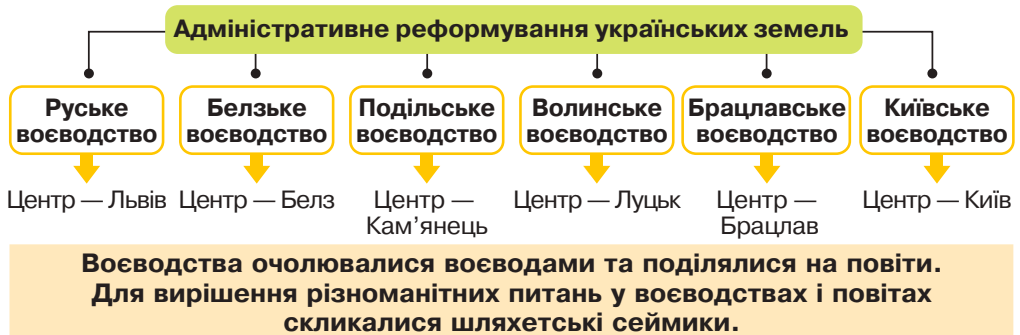 Адміністративне реформування українських земель
Руське
воєводство
Белзьке
воєводство
Подільське
воєводство
Волинське
воєводство
Брацлавське
воєводство
Київське
воєводство
Центр — Львів
Центр — Белз
Центр —
Кам’янець
Центр — Луцьк
Центр —
Брацлав
Центр — Київ
Воєводства очолювалися воєводами та поділялися на повіти.
Для вирішення різноманітних питань у воєводствах і повітах
скликалися шляхетські сеймики.